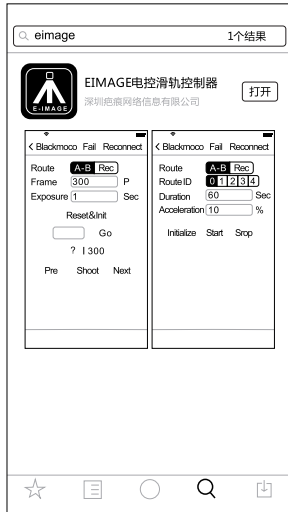 eimage 1个结果
EIMAGE电控滑轨控制器
深圳疤痕网络信息有限公司
打开
E-IMAGE
< Blackmoco Fail Reconnect
Route A-B Rec
Frame 300 P
Exposure 1 Sec
Reset&Init
Go
? I 300
Pre Shoot Next
< Blackmoco Fail Reconnect
Route A-B Rec
Route ID 0 1 2 3 4
Duration 60 Sec
Acceleration 10 %
Initialize Start Srop